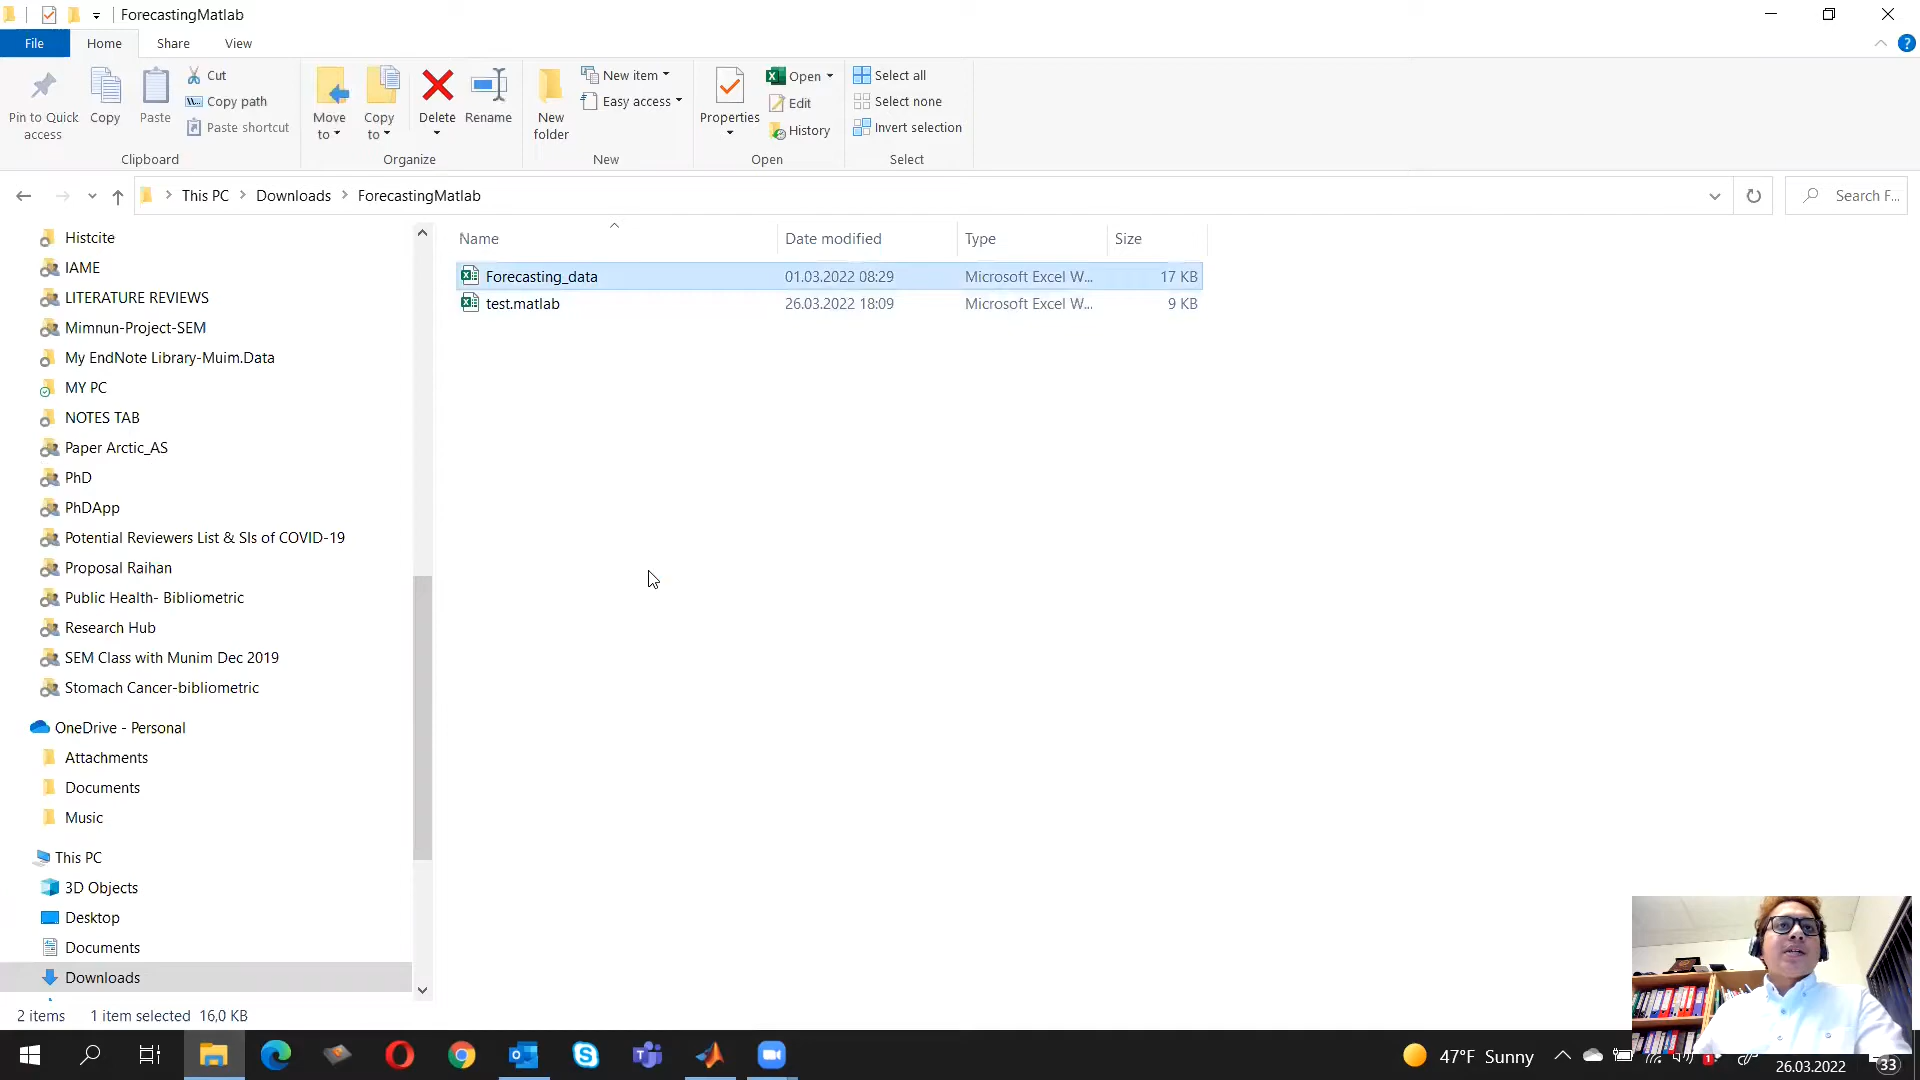 ForecastingMatlab
File Home Share View
Pin to Quick access
Copy
Paste
Cut
Copy path
Paste shortcut
Clipboard
Move to
Copy to
Delete
Rename
Organize
New folder
New item
Easy access
New
Properties
Open
Edit
History
Open
Select all
Select none
Invert selection
Select
This PC Downloads ForecastingMatlab
Search F...
Name Date modified Type Size
Forecasting_data 01.03.2022 08:29 Microsoft Excel W... 17 KB
test.matlab 26.03.2022 18:09 Microsoft Excel W... 9 KB
Histcite
IAME
LITERATURE REVIEWS
Mimnun-Project-SEM
My EndNote Library-Muim.Data
MY PC
NOTES TAB
Paper Arctic_AS
PhD
PhDApp
Potential Reviewers List & SIs of COVID-19
Proposal Raihan
Public Health- Bibliometric
Research Hub
SEM Class with Munim Dec 2019
Stomach Cancer-bibliometric
OneDrive - Personal
Attachments
Documents
Music
This PC
3D Objects
Desktop
Documents
Downloads
2 items 1 item selected 16,0 KB
47°F Sunny
26.03.2022
33